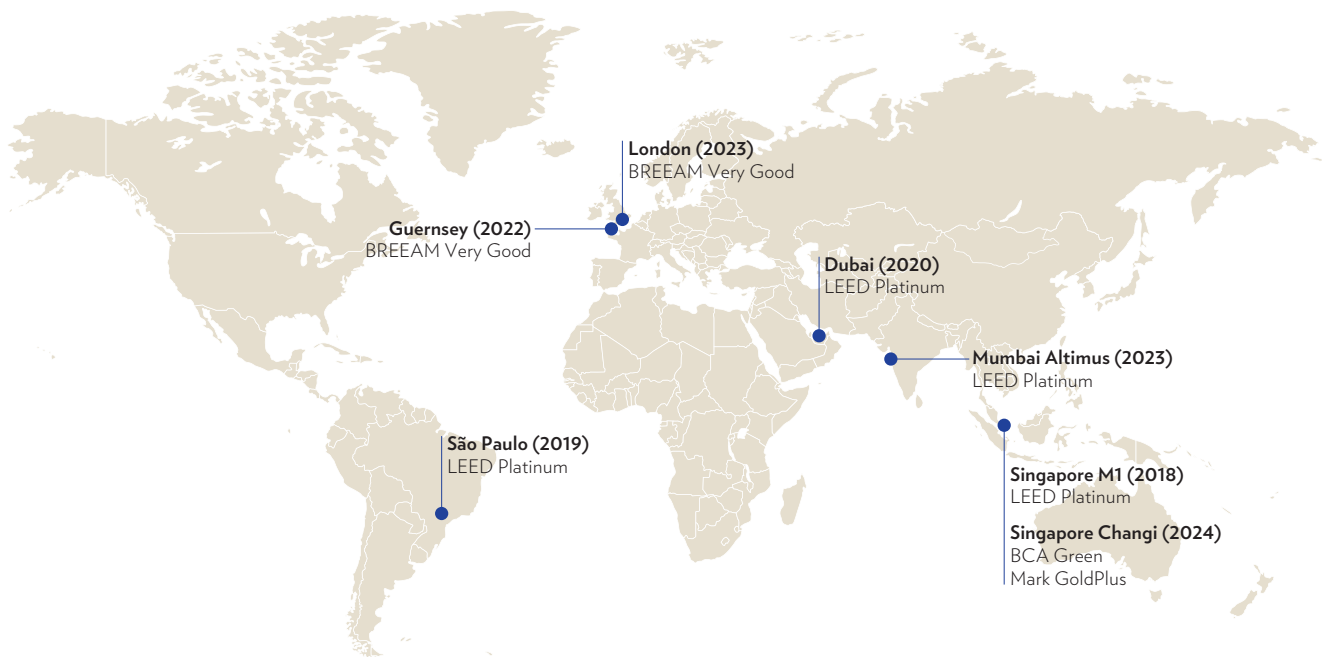 London (2023)
BREEAM Very Good
Guernsey (2022)
BREEAM Very Good
Dubai (2020)
LEED Platinum
Mumbai Altimus (2023)
LEED Platinum
São Paulo (2019)
LEED Platinum
Singapore M1 (2018)
LEED Platinum
Singapore Changi (2024)
BCA Green
Mark GoldPlus